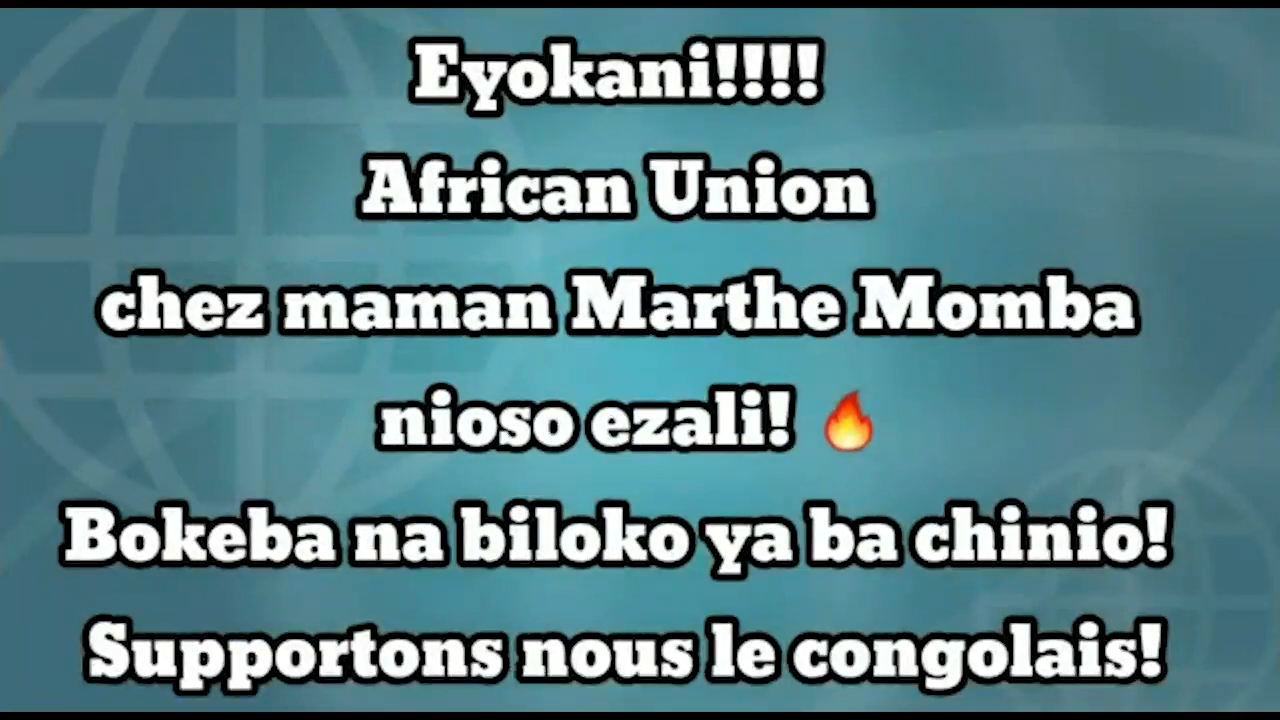 Eyokani!!!!
African Union
chez maman Marthe Momba
nioso ezali! 🔥
Bokeba na biloko ya ba chinio!
Supportons nous le congolais!